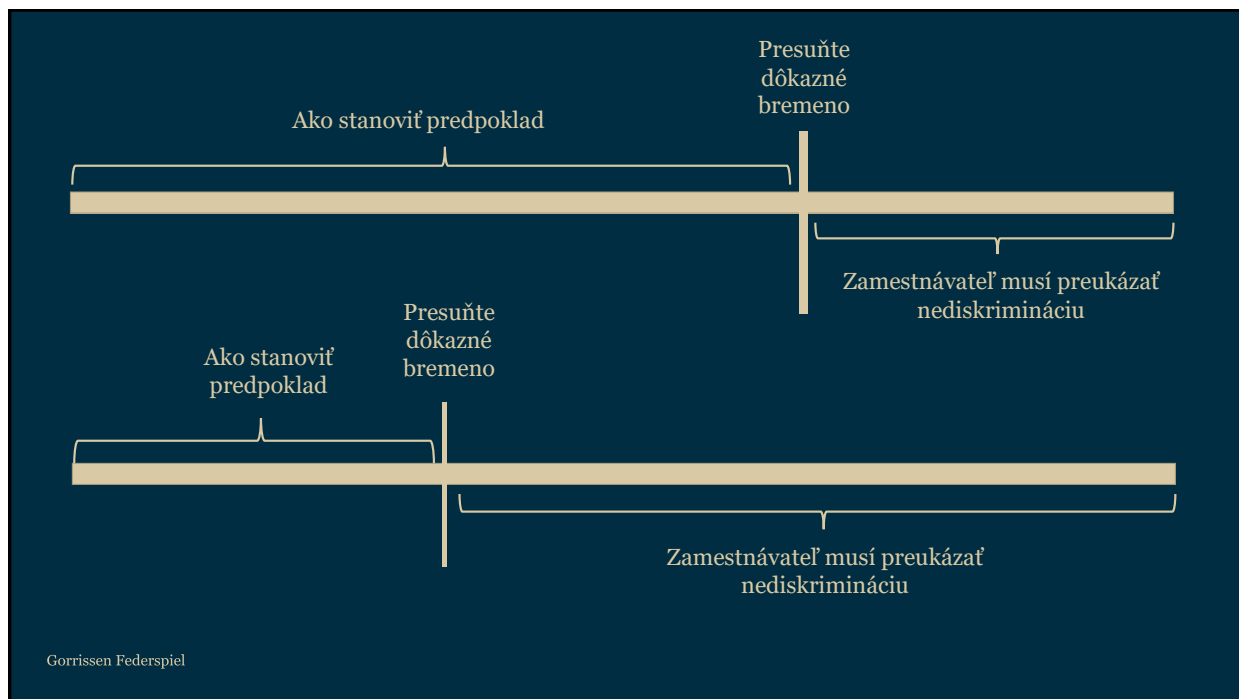 Presuňte
dôkazné
bremeno
Ako stanoviť predpoklad
Zamestnávateľ musí preukázať
nediskrimináciu
Presuňte
dôkazné
bremeno
Ako stanoviť
predpoklad
Zamestnávateľ musí preukázať
nediskrimináciu
Gorrissen Federspiel